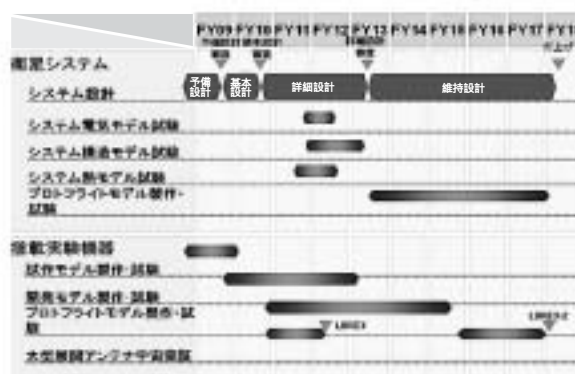 FY09 FY10 FY11 FY12 FY13 FY14 FY15 FY16 FY17 FY18
衛星システム
システム設計
予備設計 基本設計 詳細設計 維持設計
システム電気モデル試験
システム構造モデル試験
システム熱モデル試験
プロトフライトモデル製作・
試験
搭載実験機器
試作モデル製作・試験
開発モデル製作・試験
プロトフライトモデル製作・試
験
大型展開アンテナ宇宙実証